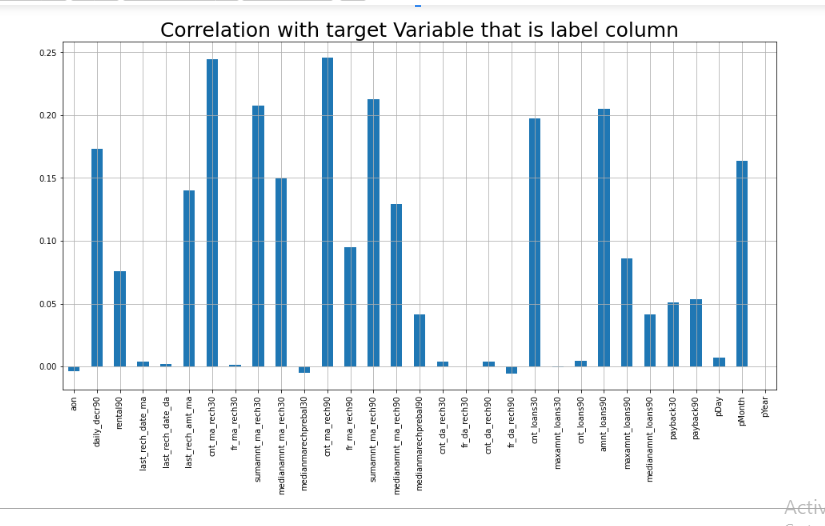 Correlation with target Variable that is label column
0.25
0.20
0.15
0.10
0.05
0.00
aon
daily_decr90
rental90
last_rech_date_ma
last_rech_date_da
last_rech_amt_ma
cnt_ma_rech30
fr_ma_rech30
sumamnt_ma_rech30
medianamnt_ma_rech30
medianmarechprebal30
cnt_ma_rech90
fr_ma_rech90
sumamnt_ma_rech90
medianamnt_ma_rech90
medianmarechprebal90
cnt_da_rech30
fr_da_rech30
cnt_da_rech90
fr_da_rech90
cnt_loans30
maxamnt_loans30
cnt_loans90
amnt_loans90
maxamnt_loans90
medianamnt_loans90
payback30
payback90
pDay
pMonth
pYear
Activ